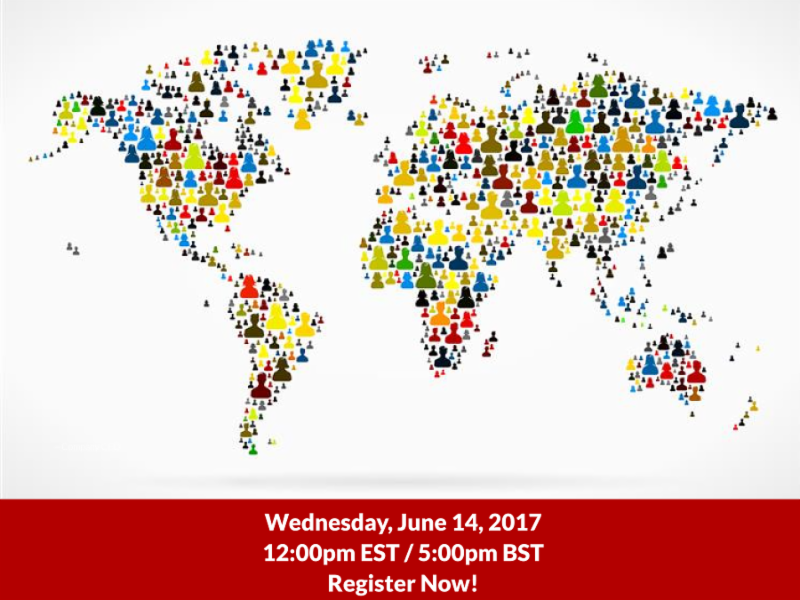 Wednesday, June 14, 2017
12:00pm EST / 5:00pm BST
Register Now!